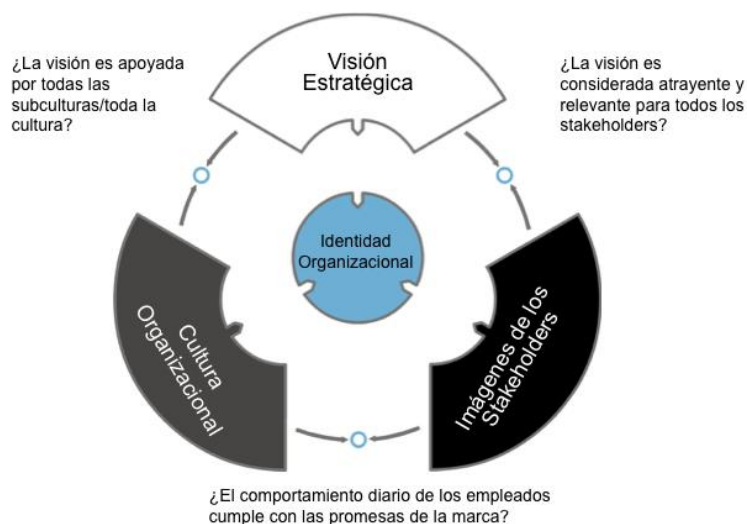 ¿La visión es apoyada
por todas las
subculturas/toda la
cultura?
Visión
Estratégica
¿La visión es
considerada atrayente y
relevante para todos los
stakeholders?
Identidad
Organizacional
Cultura
Organizacional
Imágenes de los
Stakeholders
¿El comportamiento diario de los empleados
cumple con las promesas de la marca?